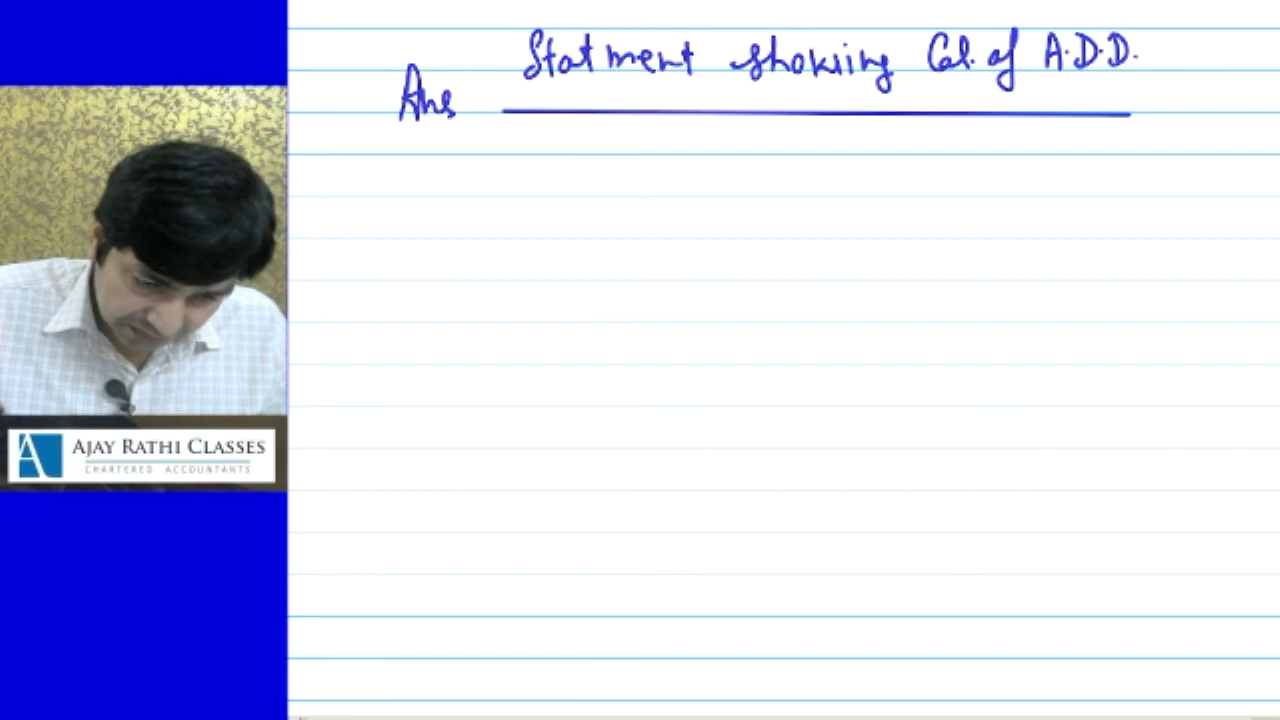 Statment showing Cal. of A.D.D.
Ans
AJAY RATHI CLASSES
CHARTERED ACCOUNTANTS